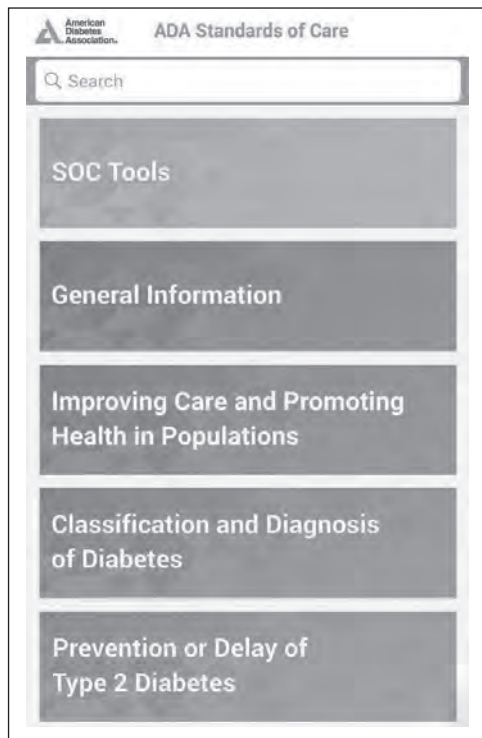 American
Diabetes
Association.
ADA Standards of Care
Search
SOC Tools
General Information
Improving Care and Promoting
Health in Populations
Classification and Diagnosis
of Diabetes
Prevention or Delay of
Type 2 Diabetes